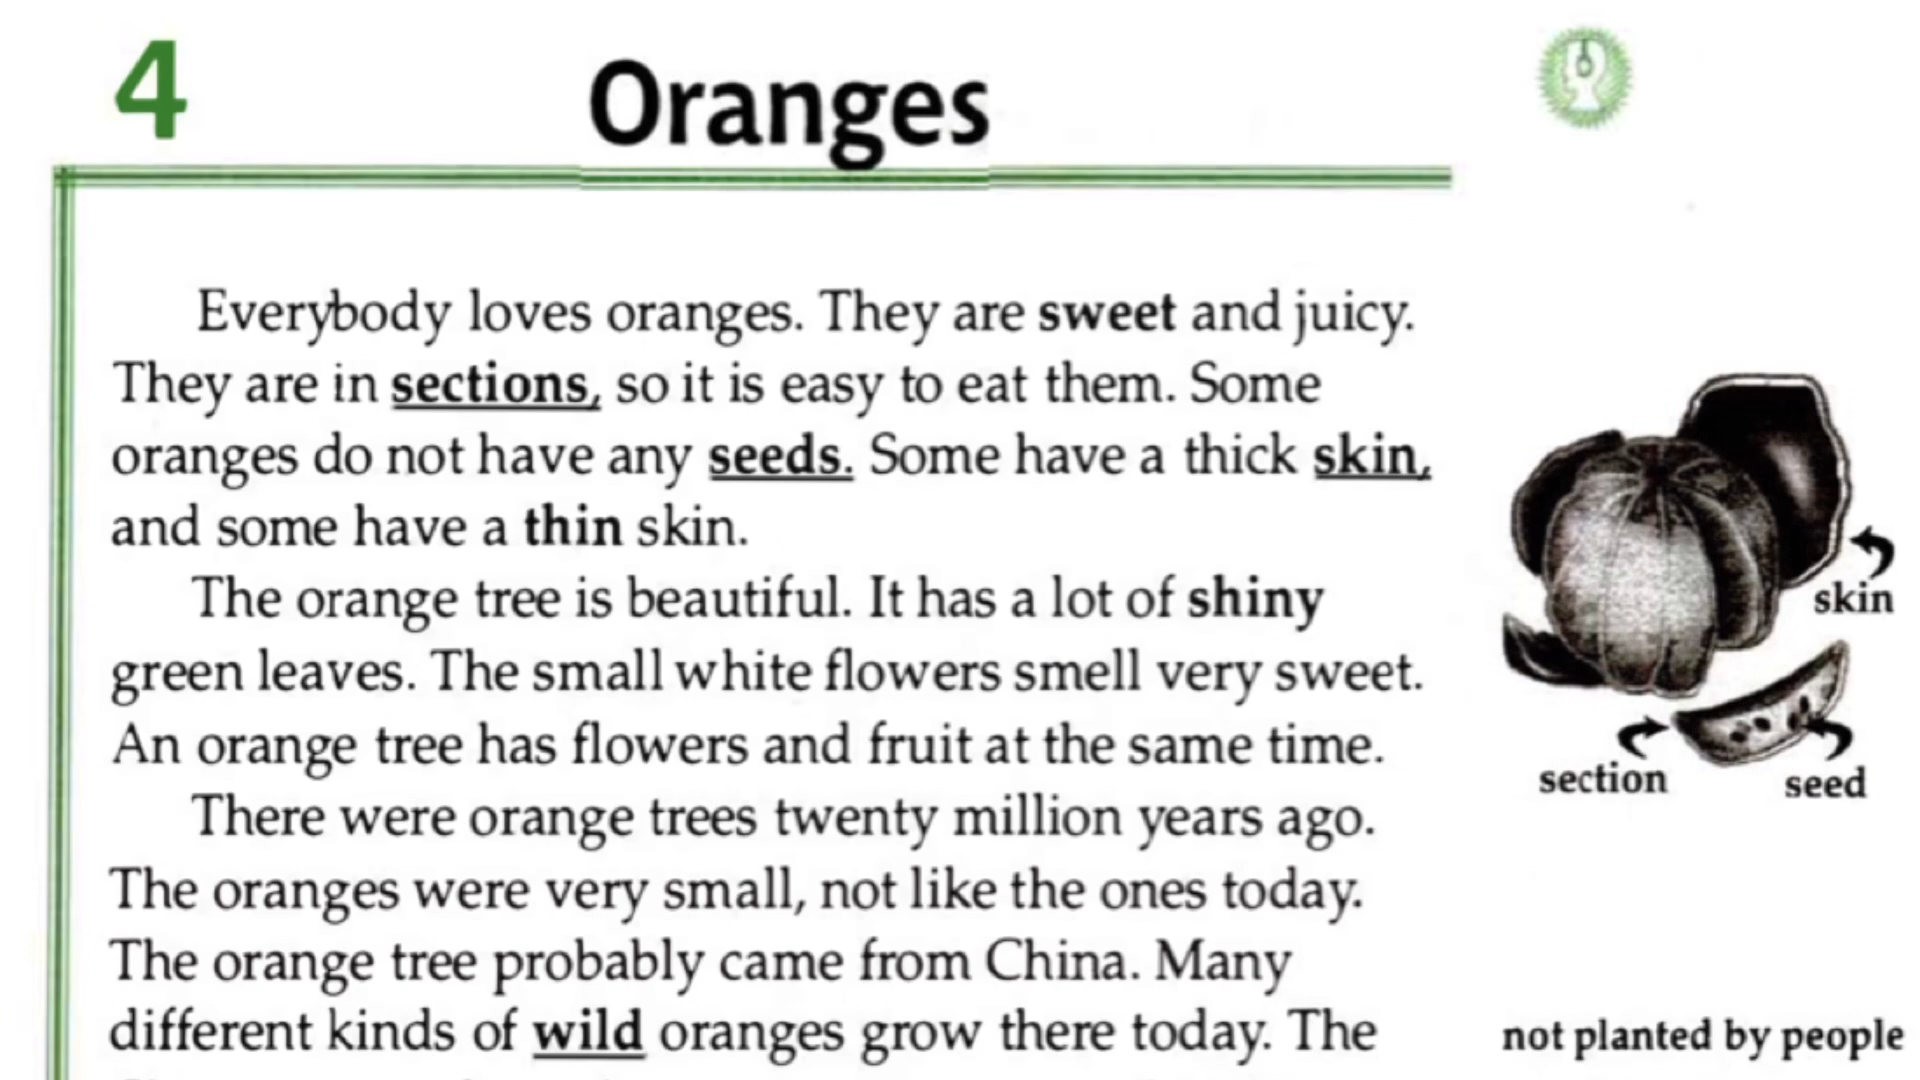 4
Oranges
Everybody loves oranges. They are sweet and juicy.
They are in sections, so it is easy to eat them. Some
oranges do not have any seeds. Some have a thick skin,
and some have a thin skin.
The orange tree is beautiful. It has a lot of shiny
green leaves. The small white flowers smell very sweet.
An orange tree has flowers and fruit at the same time.
There were orange trees twenty million years ago.
The oranges were very small, not like the ones today.
The orange tree probably came from China. Many
different kinds of wild oranges grow there today. The
skin
section
seed
not planted by people